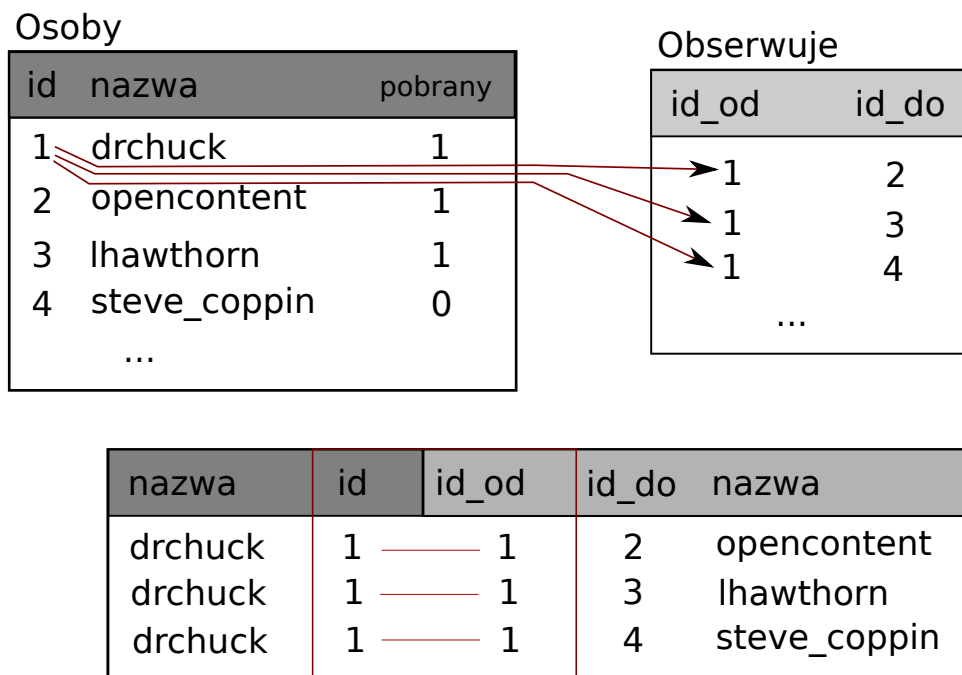 Osoby
id nazwa pobrany
1 drchuck 1
2 opencontent 1
3 lhawthorn 1
4 steve_coppin 0
...
Obserwuje
id_od id_do
1 2
1 3
1 4
...
nazwa id id_od id_do nazwa
drchuck 1 1 2 opencontent
drchuck 1 1 3 lhawthorn
drchuck 1 1 4 steve_coppin